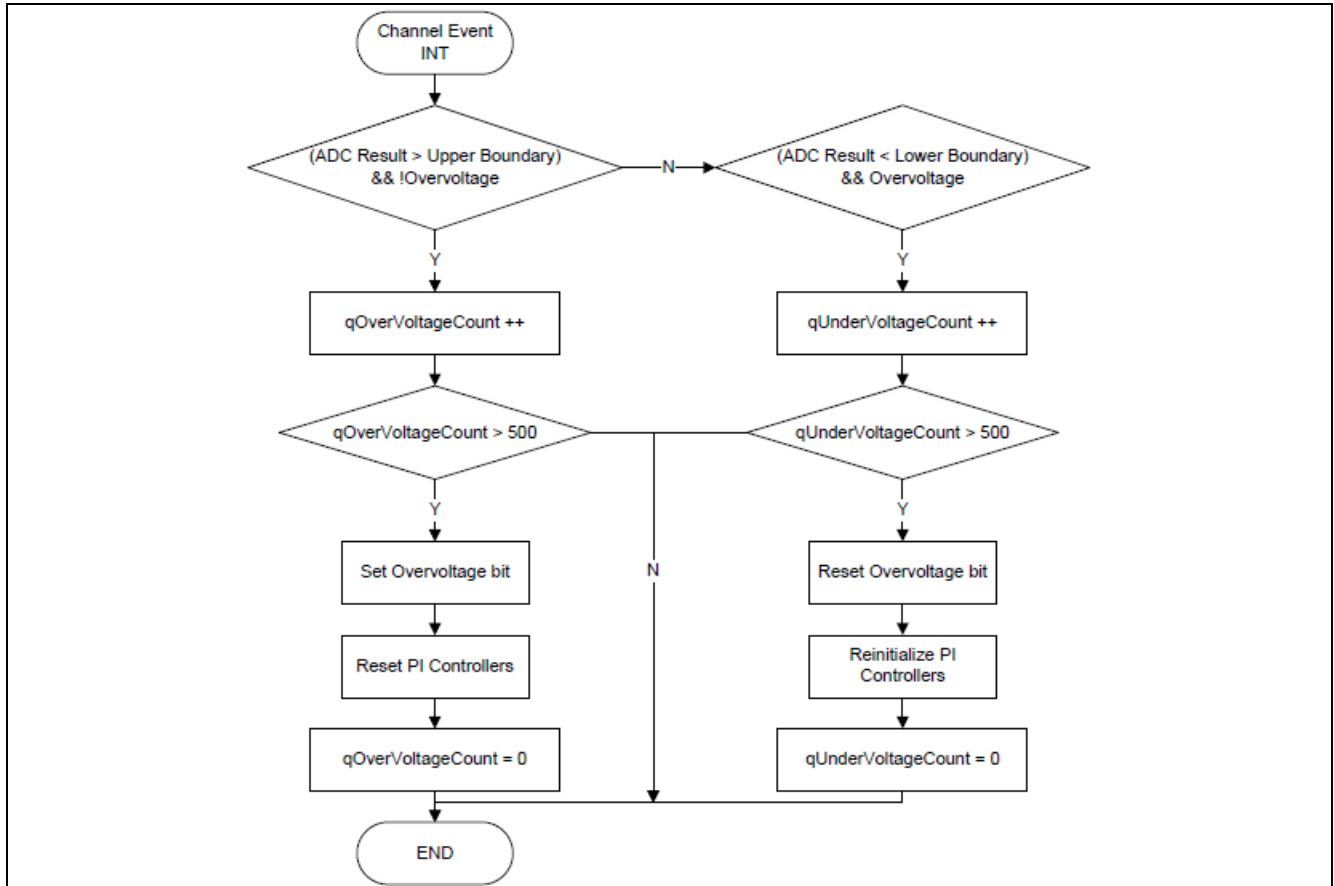 Channel Event
INT
(ADC Result > Upper Boundary)
&& !Overvoltage
N
(ADC Result < Lower Boundary)
&& Overvoltage
Y
Y
qOverVoltageCount ++
qUnderVoltageCount ++
qOverVoltageCount > 500
qUnderVoltageCount > 500
Y
Y
Set Overvoltage bit
N
Reset Overvoltage bit
Reset PI Controllers
Reinitialize PI
Controllers
qOverVoltageCount = 0
qUnderVoltageCount = 0
END